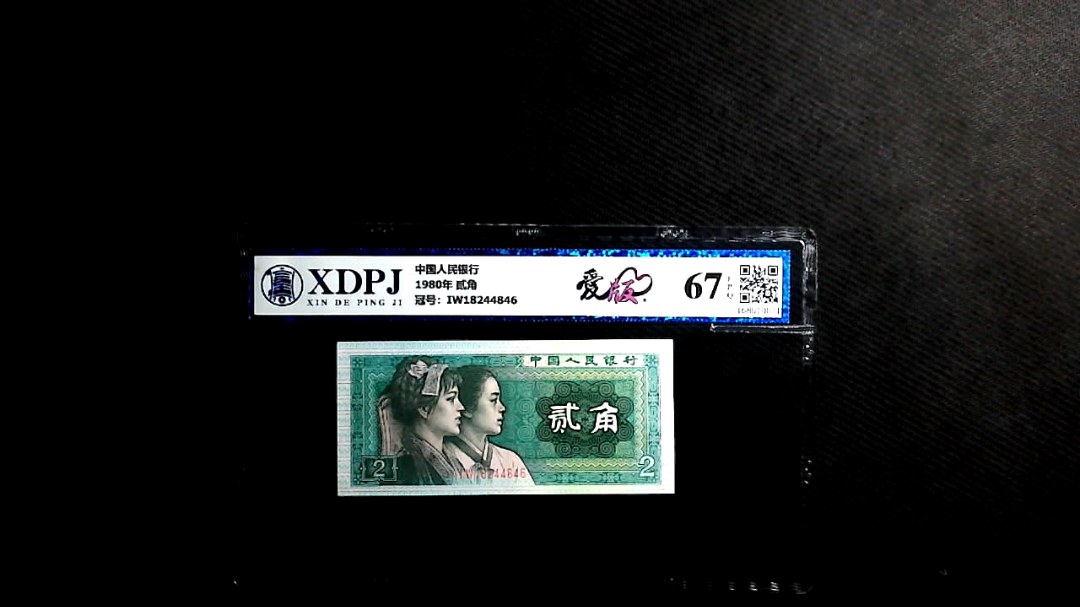 XDPJ
XIN DE PING JI
中国人民银行
1980年 贰角
冠号: IW18244846
爱版
67
中国人民银行
贰角
2
2